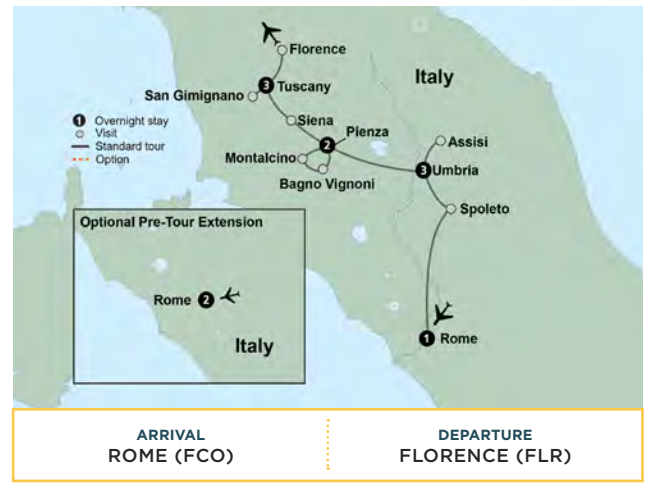 Florence
Italy
3 Tuscany
San Gimignano
Siena
1 Overnight stay
Visit
Standard tour
Option
Pienza
2
Assisi
Montalcino
Bagno Vignoni
3 Umbria
Spoleto
Optional Pre-Tour Extension
Rome 2
Italy
1 Rome
ARRIVAL
ROME (FCO)
DEPARTURE
FLORENCE (FLR)